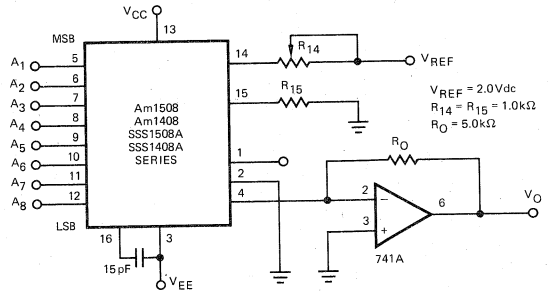 VCC
13
MSB
A1
5
A2
6
A3
7
A4
8
A5
9
A6
10
A7
11
A8
12
LSB
Am1508
Am1408
SSS1508A
SSS1408A
SERIES
14
R14
VREF
15
R15
1
2
4
16
3
15 pF
VEE
VREF = 2.0Vdc
R14 = R15 = 1.0kΩ
RO = 5.0kΩ
RO
2
−
3
+
6
VO
741A